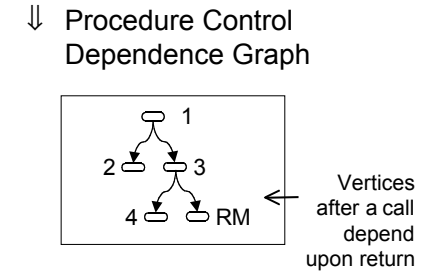 ⇓ Procedure Control
Dependence Graph
1
2 3
4 RM
Vertices
after a call
depend
upon return